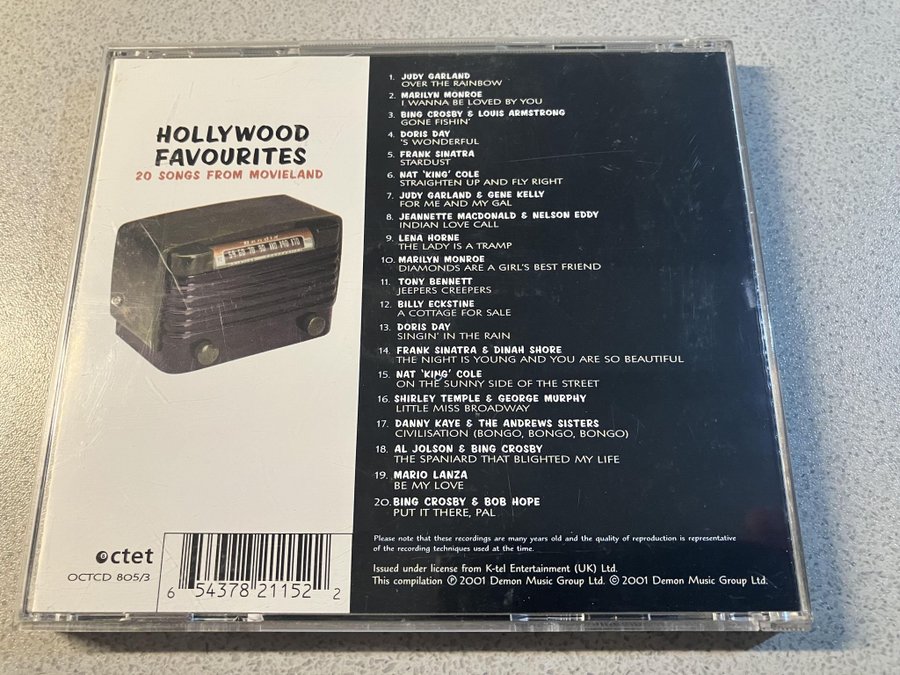 HOLLYWOOD
FAVOURITES
20 SONGS FROM MOVIELAND
Bendix
octet
OCTCD 805/3
6 54378 21152 2
1. JUDY GARLAND
OVER THE RAINBOW
2. MARILYN MONROE
I WANNA BE LOVED BY YOU
3. BING CROSBY & LOUIS ARMSTRONG
GONE FISHIN'
4. DORIS DAY
'S WONDERFUL
5. FRANK SINATRA
STARDUST
6. NAT 'KING' COLE
STRAIGHTEN UP AND FLY RIGHT
7. JUDY GARLAND & GENE KELLY
FOR ME AND MY GAL
8. JEANNETTE MACDONALD & NELSON EDDY
INDIAN LOVE CALL
9. LENA HORNE
THE LADY IS A TRAMP
10. MARILYN MONROE
DIAMONDS ARE A GIRL'S BEST FRIEND
11. TONY BENNETT
JEEPERS CREEPERS
12. BILLY ECKSTINE
A COTTAGE FOR SALE
13. DORIS DAY
SINGIN' IN THE RAIN
14. FRANK SINATRA & DINAH SHORE
THE NIGHT IS YOUNG AND YOU ARE SO BEAUTIFUL
15. NAT 'KING' COLE
ON THE SUNNY SIDE OF THE STREET
16. SHIRLEY TEMPLE & GEORGE MURPHY
LITTLE MISS BROADWAY
17. DANNY KAYE & THE ANDREWS SISTERS
CIVILISATION (BONGO, BONGO, BONGO)
18. AL JOLSON & BING CROSBY
THE SPANIARD THAT BLIGHTED MY LIFE
19. MARIO LANZA
BE MY LOVE
20. BING CROSBY & BOB HOPE
PUT IT THERE, PAL
Please note that these recordings are many years old and the quality of reproduction is representative
of the recording techniques used at the time.
Issued under license from K-tel Entertainment (UK) Ltd.
This compilation ℗ 2001 Demon Music Group Ltd. © 2001 Demon Music Group Ltd.